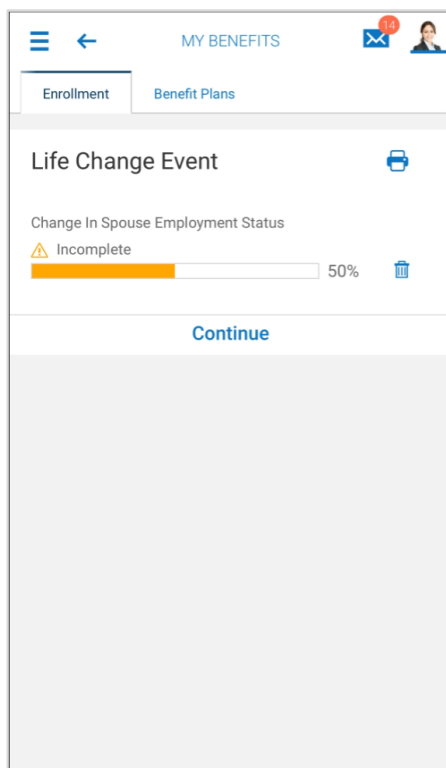 MY BENEFITS
14
Enrollment
Benefit Plans
Life Change Event
Change In Spouse Employment Status
Incomplete
50%
Continue